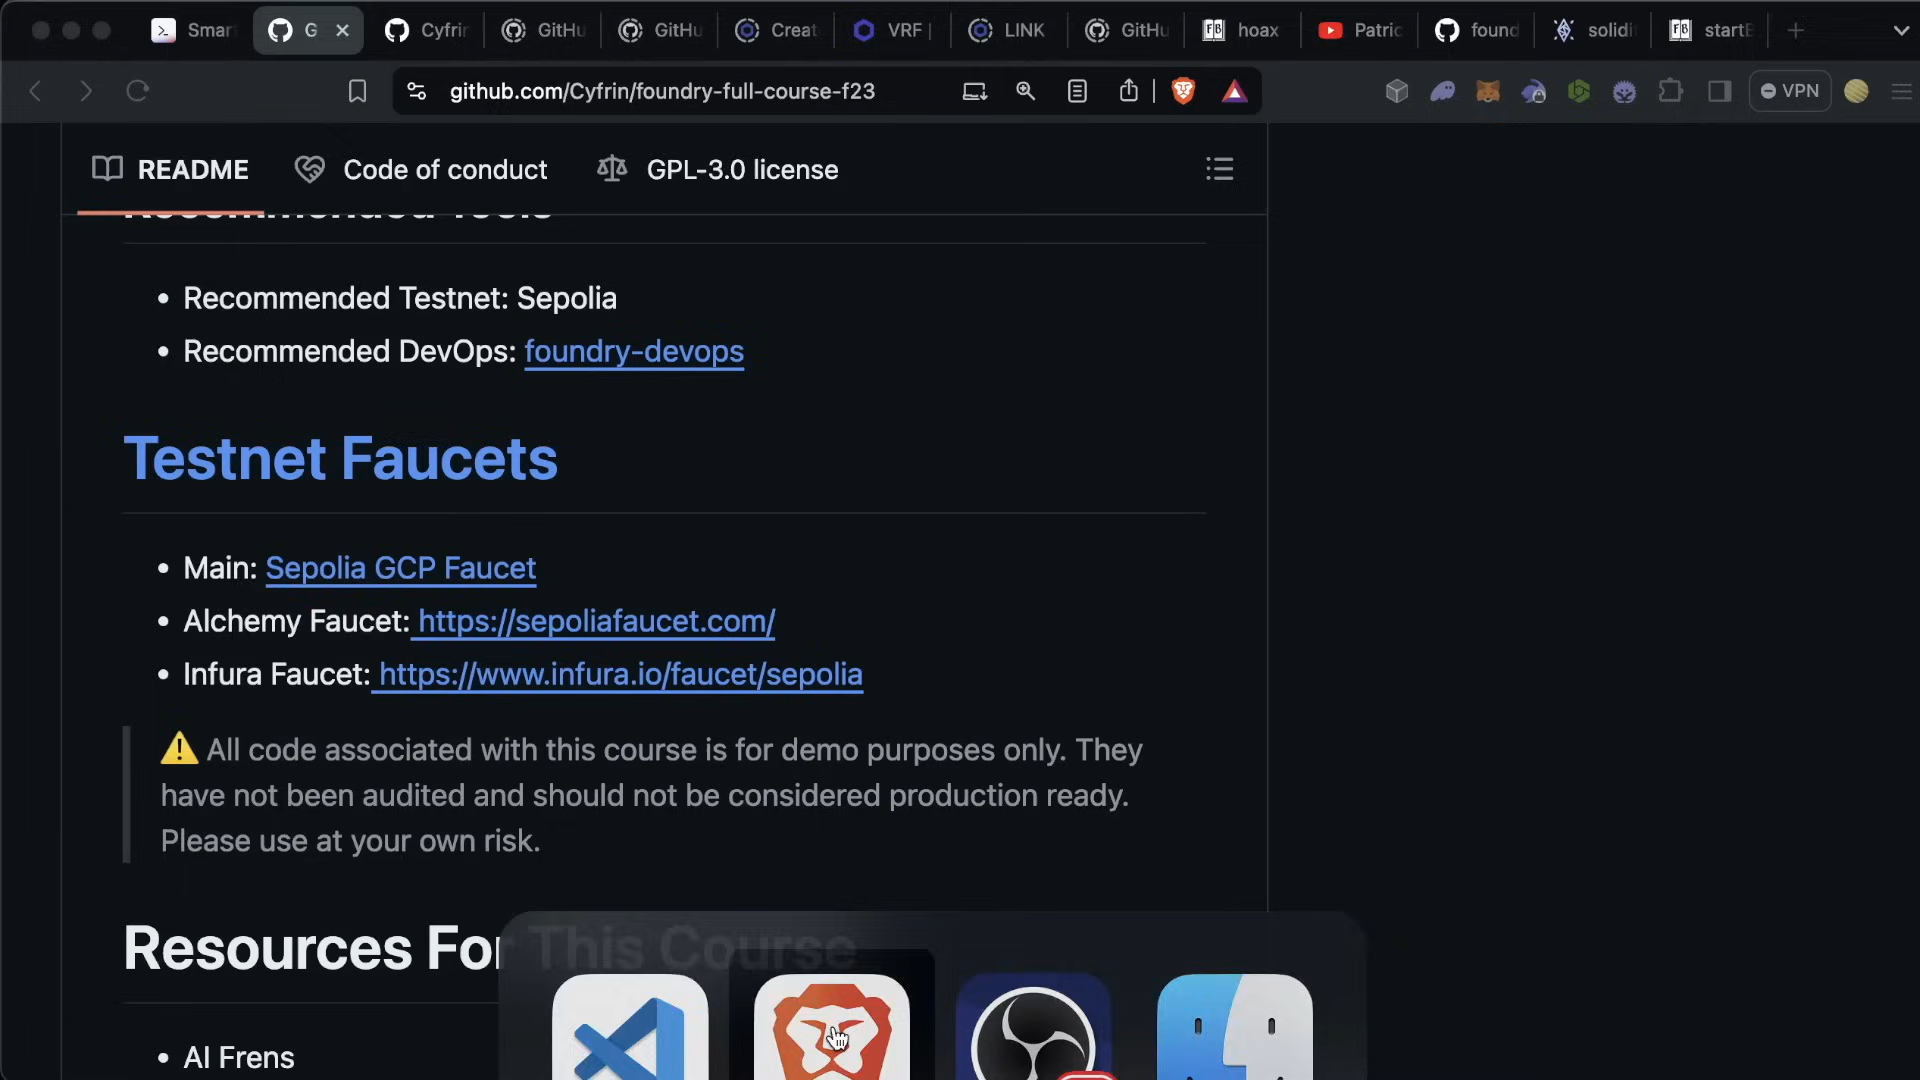 Smar
G
Cyfrin
GitHu
GitHu
Creat
VRF |
LINK
GitHu
hoax
Patric
found
solidi
startB
github.com/Cyfrin/foundry-full-course-f23
VPN
README
Code of conduct
GPL-3.0 license
Recommended Tools
• Recommended Testnet: Sepolia
• Recommended DevOps: foundry-devops
Testnet Faucets
• Main: Sepolia GCP Faucet
• Alchemy Faucet: https://sepoliafaucet.com/
• Infura Faucet: https://www.infura.io/faucet/sepolia
⚠️ All code associated with this course is for demo purposes only. They
have not been audited and should not be considered production ready.
Please use at your own risk.
Resources For This Course
• AI Frens